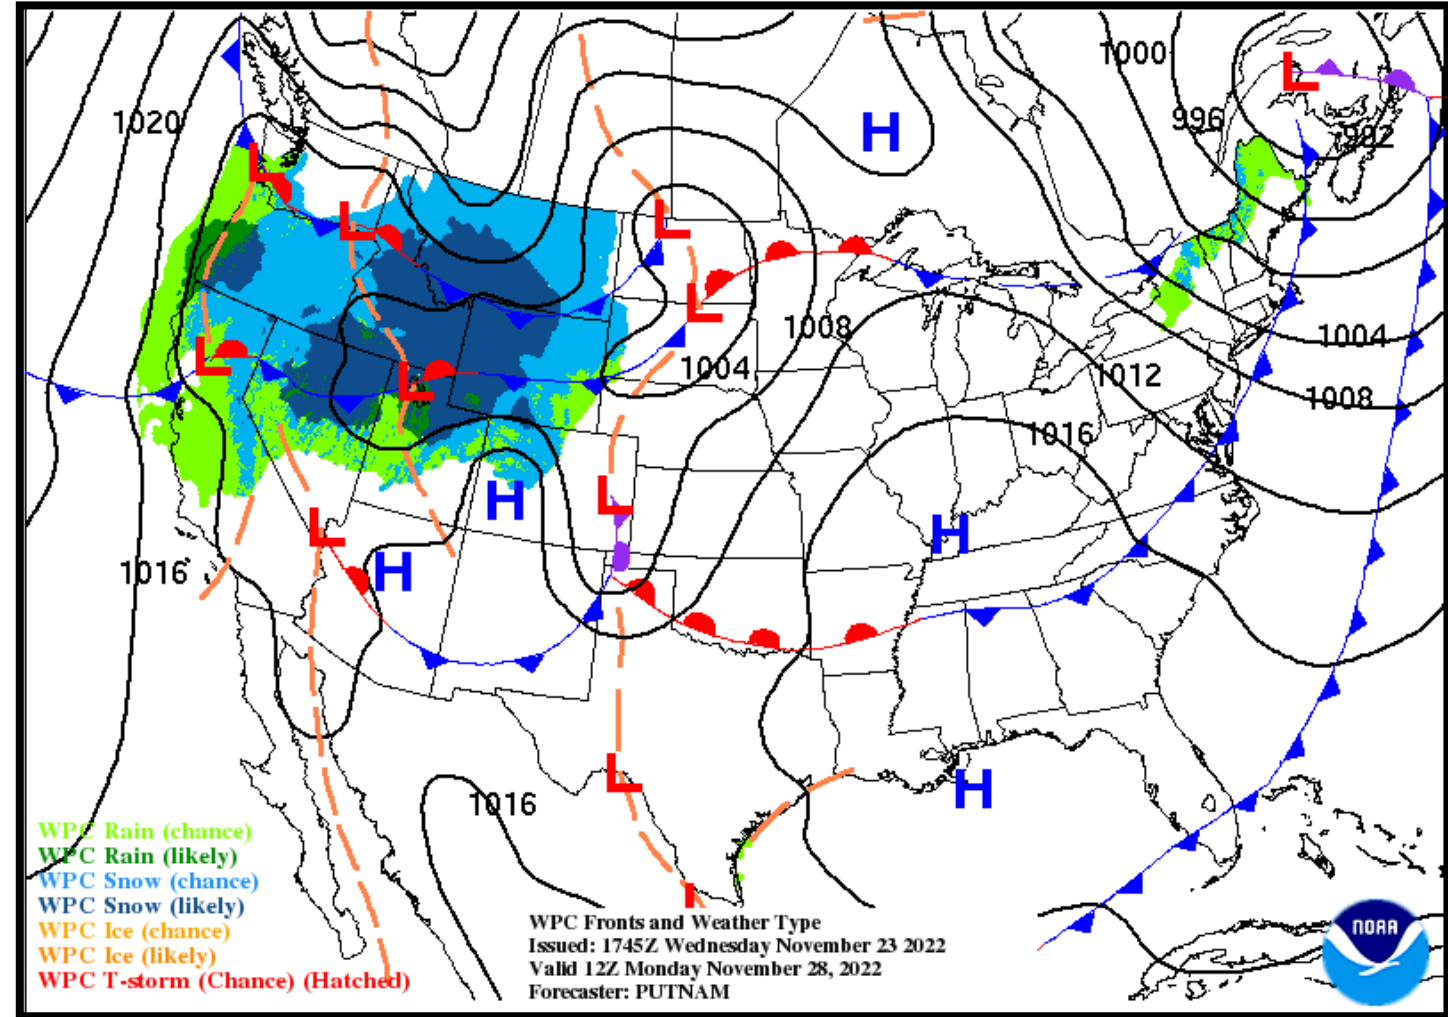 1000
L
H
996
992
1020
L
L
L
L
1008
1004
1004
L
L
1012
1008
1016
L
H
H
L
H
1016
L
H
1016
L
WPC Rain (chance)
WPC Rain (likely)
WPC Snow (chance)
WPC Snow (likely)
WPC Ice (chance)
WPC Ice (likely)
WPC T-storm (Chance) (Hatched)
WPC Fronts and Weather Type
Issued: 1745Z Wednesday November 23 2022
Valid 12Z Monday November 28, 2022
Forecaster: PUTNAM
NOAA